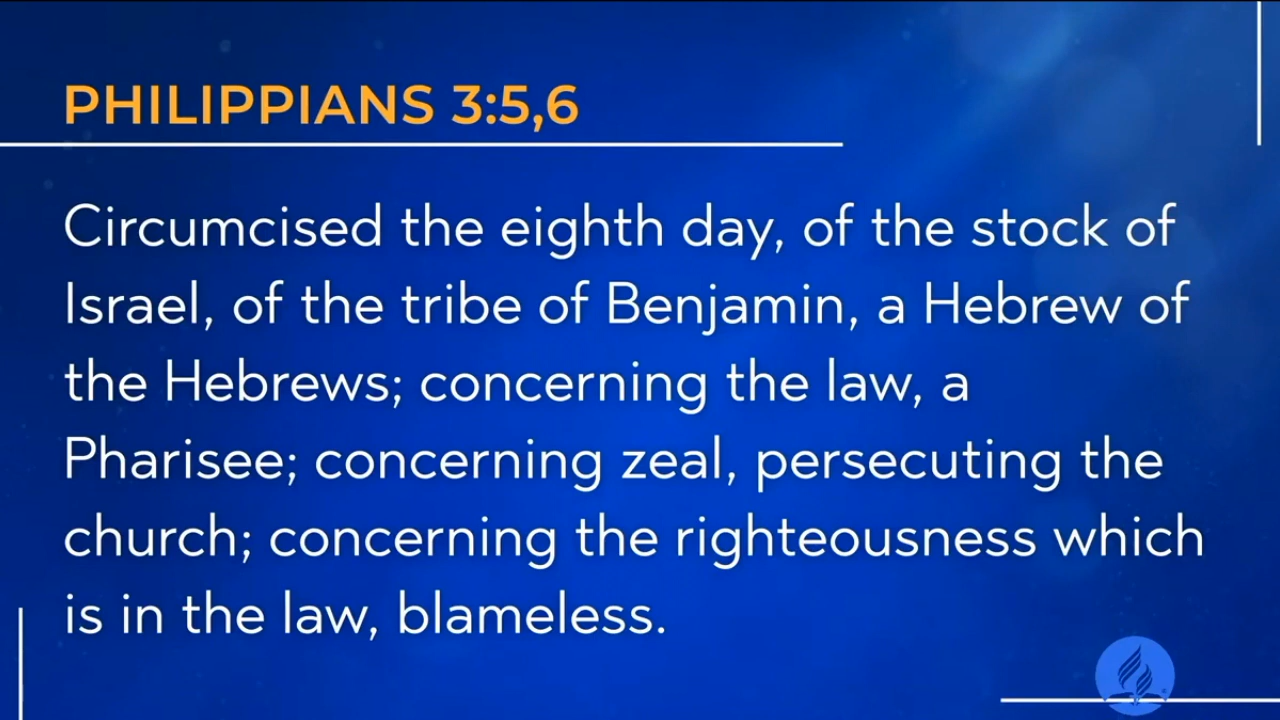 PHILIPPIANS 3:5,6
Circumcised the eighth day, of the stock of
Israel, of the tribe of Benjamin, a Hebrew of
the Hebrews; concerning the law, a
Pharisee; concerning zeal, persecuting the
church; concerning the righteousness which
is in the law, blameless.